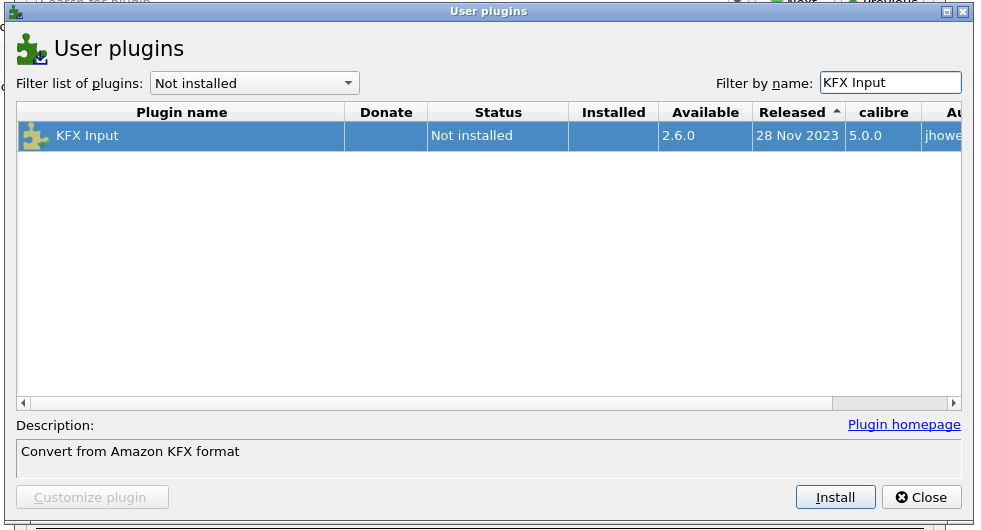 User plugins
User plugins
Filter list of plugins: Not installed Filter by name: KFX Input
Plugin name Donate Status Installed Available Released calibre
KFX Input Not installed 2.6.0 28 Nov 2023 5.0.0 jhowe
Description: Plugin homepage
Convert from Amazon KFX format
Customize plugin Install Close